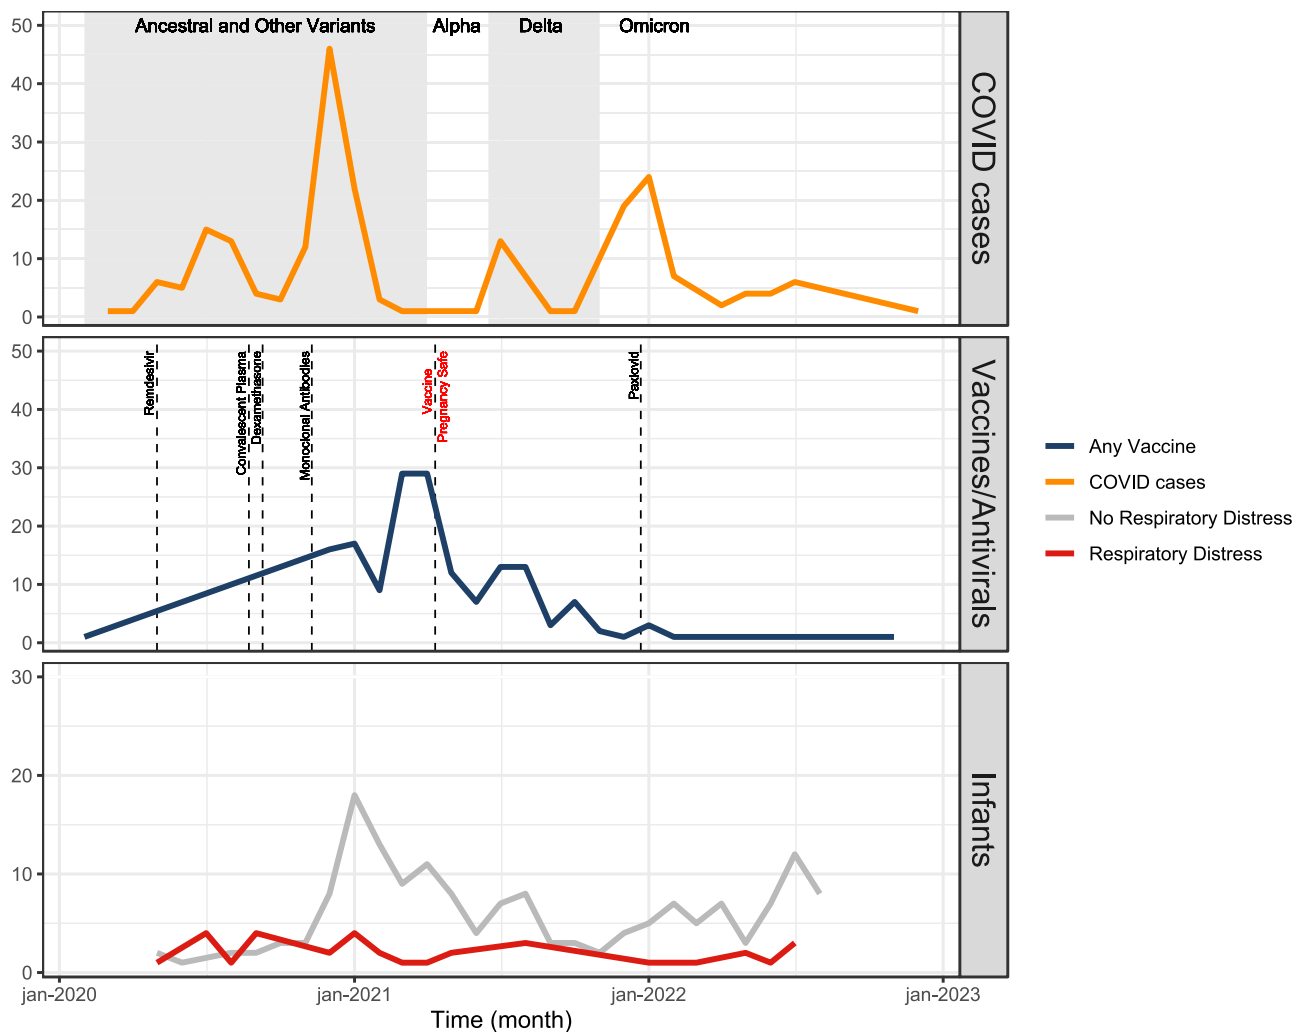 Ancestral and Other Variants
Alpha
Delta
Omicron
50
40
30
20
10
0
COVID cases
Remdesivir
Convalescent Plasma
Dexamethasone
Monoclonal Antibodies
Vaccine
Pregnancy Safe
Paxlovid
50
40
30
20
10
0
Vaccines/Antivirals
30
20
10
0
Infants
jan-2020
jan-2021
jan-2022
jan-2023
Time (month)
Any Vaccine
COVID cases
No Respiratory Distress
Respiratory Distress